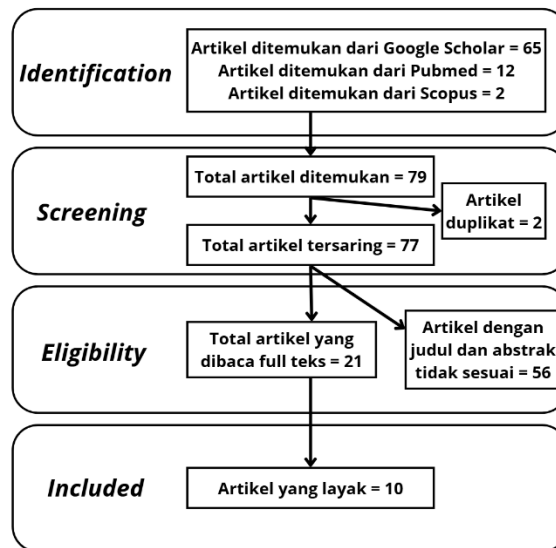 Identification
Artikel ditemukan dari Google Scholar = 65
Artikel ditemukan dari Pubmed = 12
Artikel ditemukan dari Scopus = 2
Screening
Total artikel ditemukan = 79
Artikel
duplikat = 2
Total artikel tersaring = 77
Eligibility
Total artikel yang
dibaca full teks = 21
Artikel dengan
judul dan abstrak
tidak sesuai = 56
Included
Artikel yang layak = 10